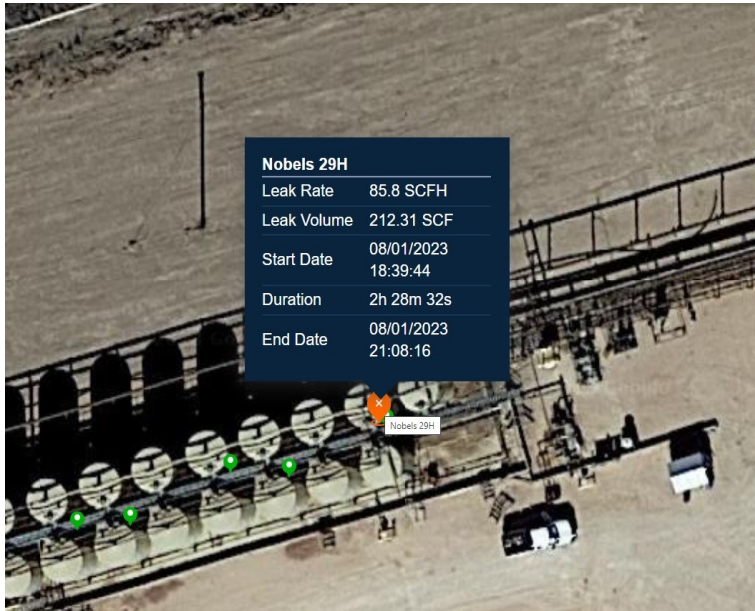 Nobels 29H
Leak Rate 85.8 SCFH
Leak Volume 212.31 SCF
Start Date 08/01/2023
18:39:44
Duration 2h 28m 32s
End Date 08/01/2023
21:08:16
Nobels 29H